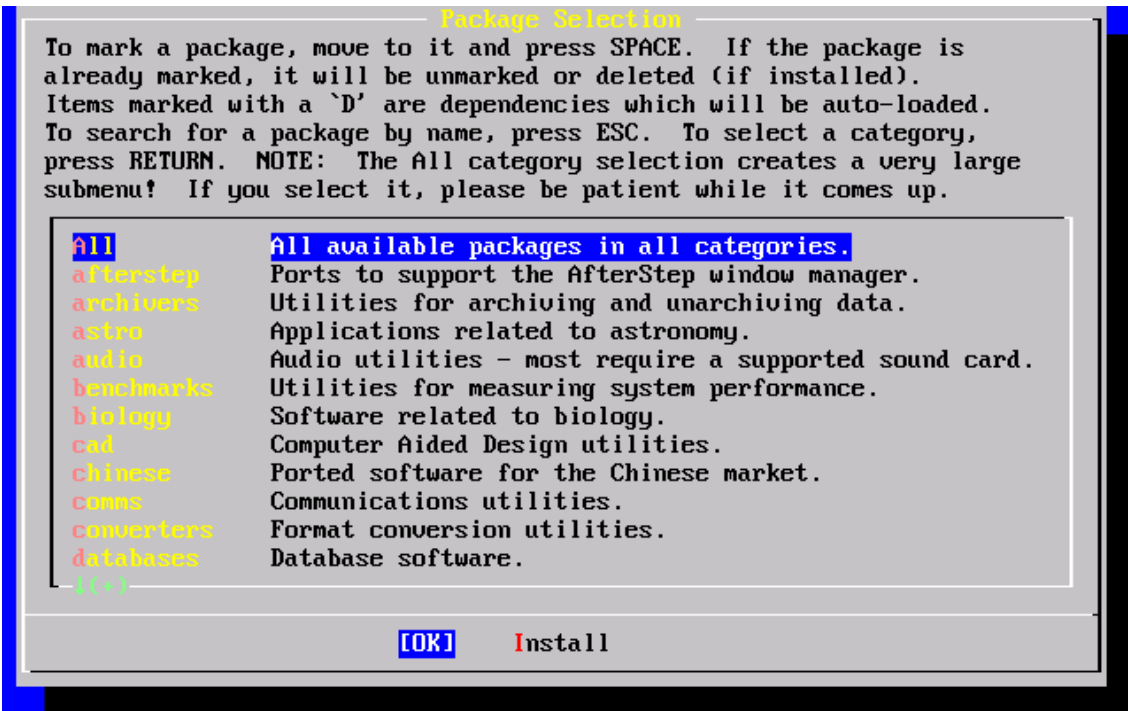 Package Selection
To mark a package, move to it and press SPACE.  If the package is
already marked, it will be unmarked or deleted (if installed).
Items marked with a `D' are dependencies which will be auto-loaded.
To search for a package by name, press ESC.  To select a category,
press RETURN.  NOTE:  The All category selection creates a very large
submenu!  If you select it, please be patient while it comes up.
All All available packages in all categories.
afterstep Ports to support the AfterStep window manager.
archivers Utilities for archiving and unarchiving data.
astro Applications related to astronomy.
audio Audio utilities - most require a supported sound card.
benchmarks Utilities for measuring system performance.
biology Software related to biology.
cad Computer Aided Design utilities.
chinese Ported software for the Chinese market.
comms Communications utilities.
converters Format conversion utilities.
databases Database software.
↓(+)
[OK] Install